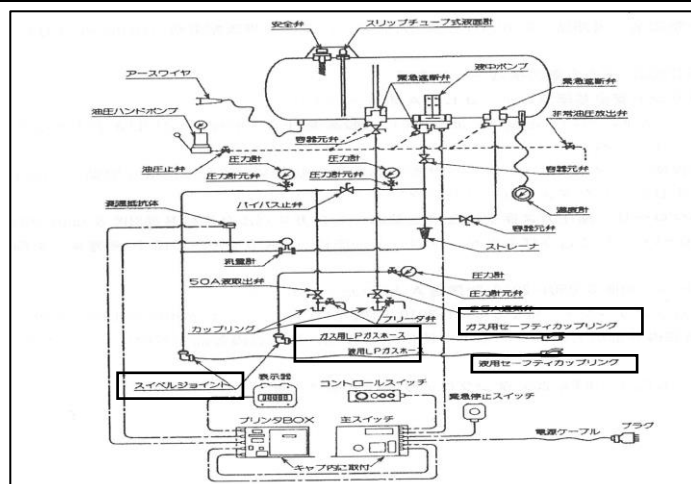 安全弁
スリップチューブ式液面計
アースワイヤ
緊急遮断弁
液中ポンプ
緊急遮断弁
油圧ハンドポンプ
非常油圧放出弁
容器元弁
油圧止弁
圧力計
圧力計
容器元弁
圧力計元弁
圧力計元弁
測温抵抗体
バイパス止弁
温度計
容器元弁
流量計
ストレーナ
圧力計
50A液取出弁
圧力計元弁
25A均気弁
カップリング
ブリーダ弁
ガス用セーフティカップリング
ガス用LPガスホース
液用LPガスホース
液用セーフティカップリング
スイベルジョイント
表示器
コントロールスイッチ
緊急停止スイッチ
プリンタBOX
主スイッチ
プラグ
電源ケーブル
キャブ内に取付